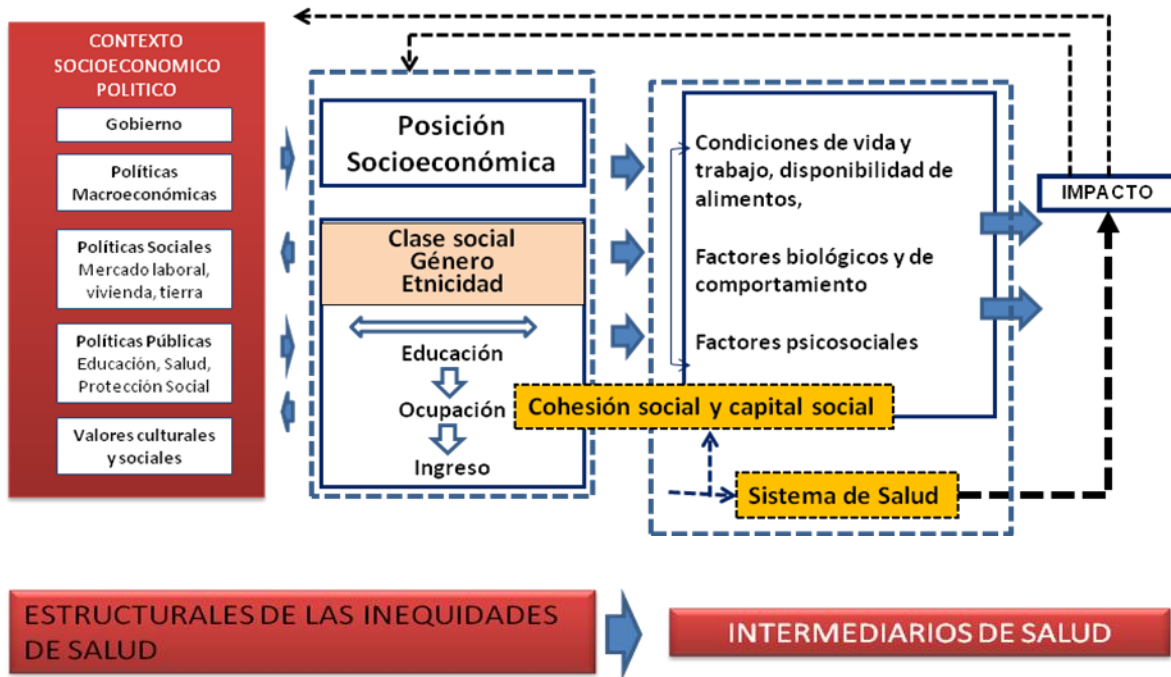 CONTEXTO
SOCIOECONOMICO
POLITICO
Gobierno
Políticas
Macroeconómicas
Políticas Sociales
Mercado laboral,
vivienda, tierra
Políticas Públicas
Educación, Salud,
Protección Social
Valores culturales
y sociales
Posición
Socioeconómica
Clase social
Género
Etnicidad
Educación
Ocupación
Ingreso
Condiciones de vida y
trabajo, disponibilidad de
alimentos,
Factores biológicos y de
comportamiento
Factores psicosociales
Cohesión social y capital social
Sistema de Salud
IMPACTO
ESTRUCTURALES DE LAS INEQUIDADES
DE SALUD
INTERMEDIARIOS DE SALUD